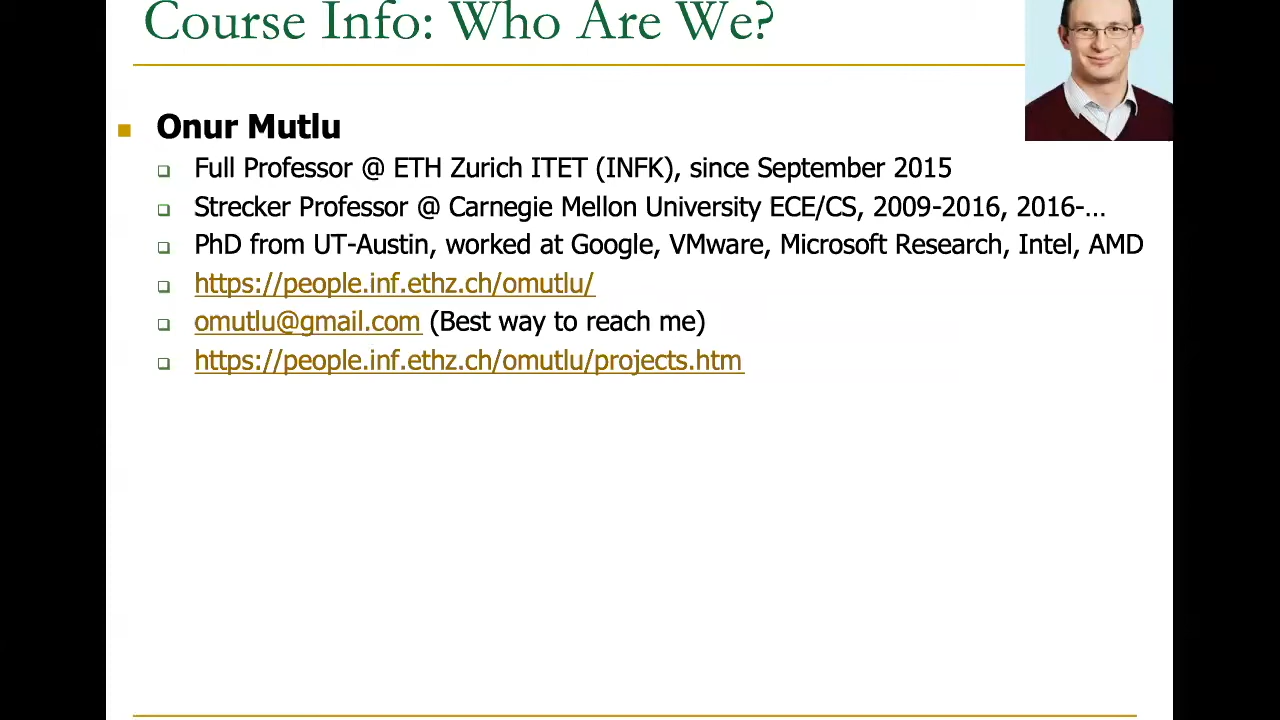 Course Info: Who Are We?
Onur Mutlu
Full Professor @ ETH Zurich ITET (INFK), since September 2015
Strecker Professor @ Carnegie Mellon University ECE/CS, 2009-2016, 2016-...
PhD from UT-Austin, worked at Google, VMware, Microsoft Research, Intel, AMD
https://people.inf.ethz.ch/omutlu/
omutlu@gmail.com (Best way to reach me)
https://people.inf.ethz.ch/omutlu/projects.htm